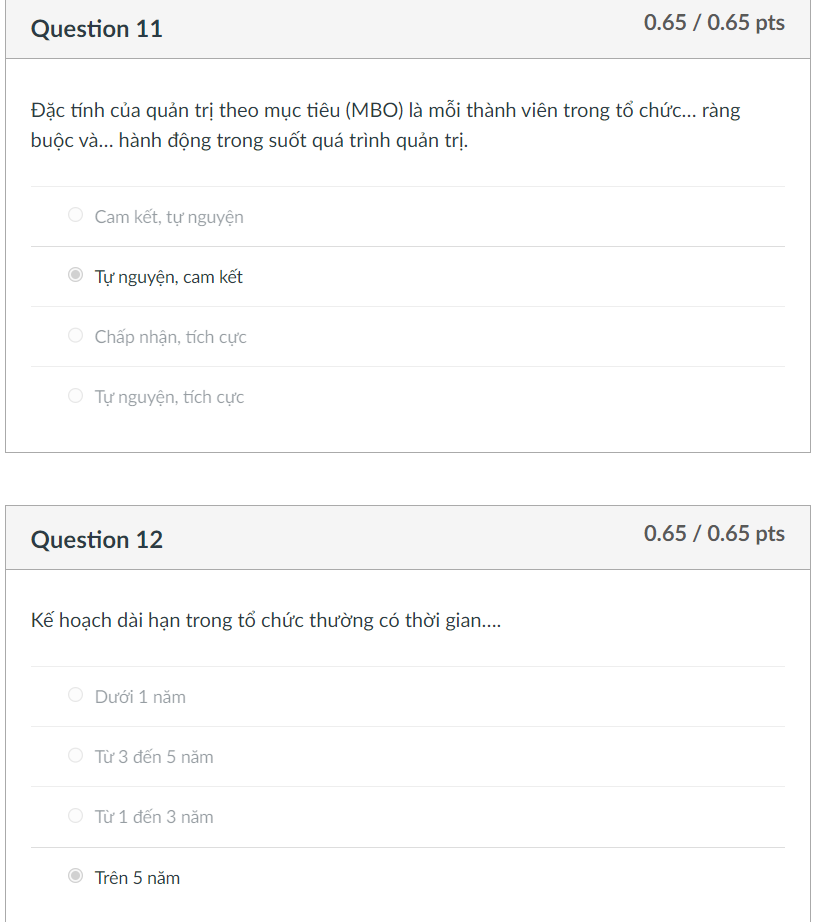 Question 11
0.65 / 0.65 pts
Đặc tính của quản trị theo mục tiêu (MBO) là mỗi thành viên trong tổ chức... ràng
buộc và... hành động trong suốt quá trình quản trị.
Cam kết, tự nguyện
Tự nguyện, cam kết
Chấp nhận, tích cực
Tự nguyện, tích cực
Question 12
0.65 / 0.65 pts
Kế hoạch dài hạn trong tổ chức thường có thời gian....
Dưới 1 năm
Từ 3 đến 5 năm
Từ 1 đến 3 năm
Trên 5 năm